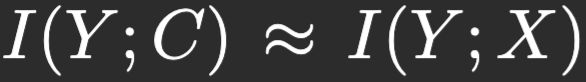 I(Y; C) ≈ I(Y; X)